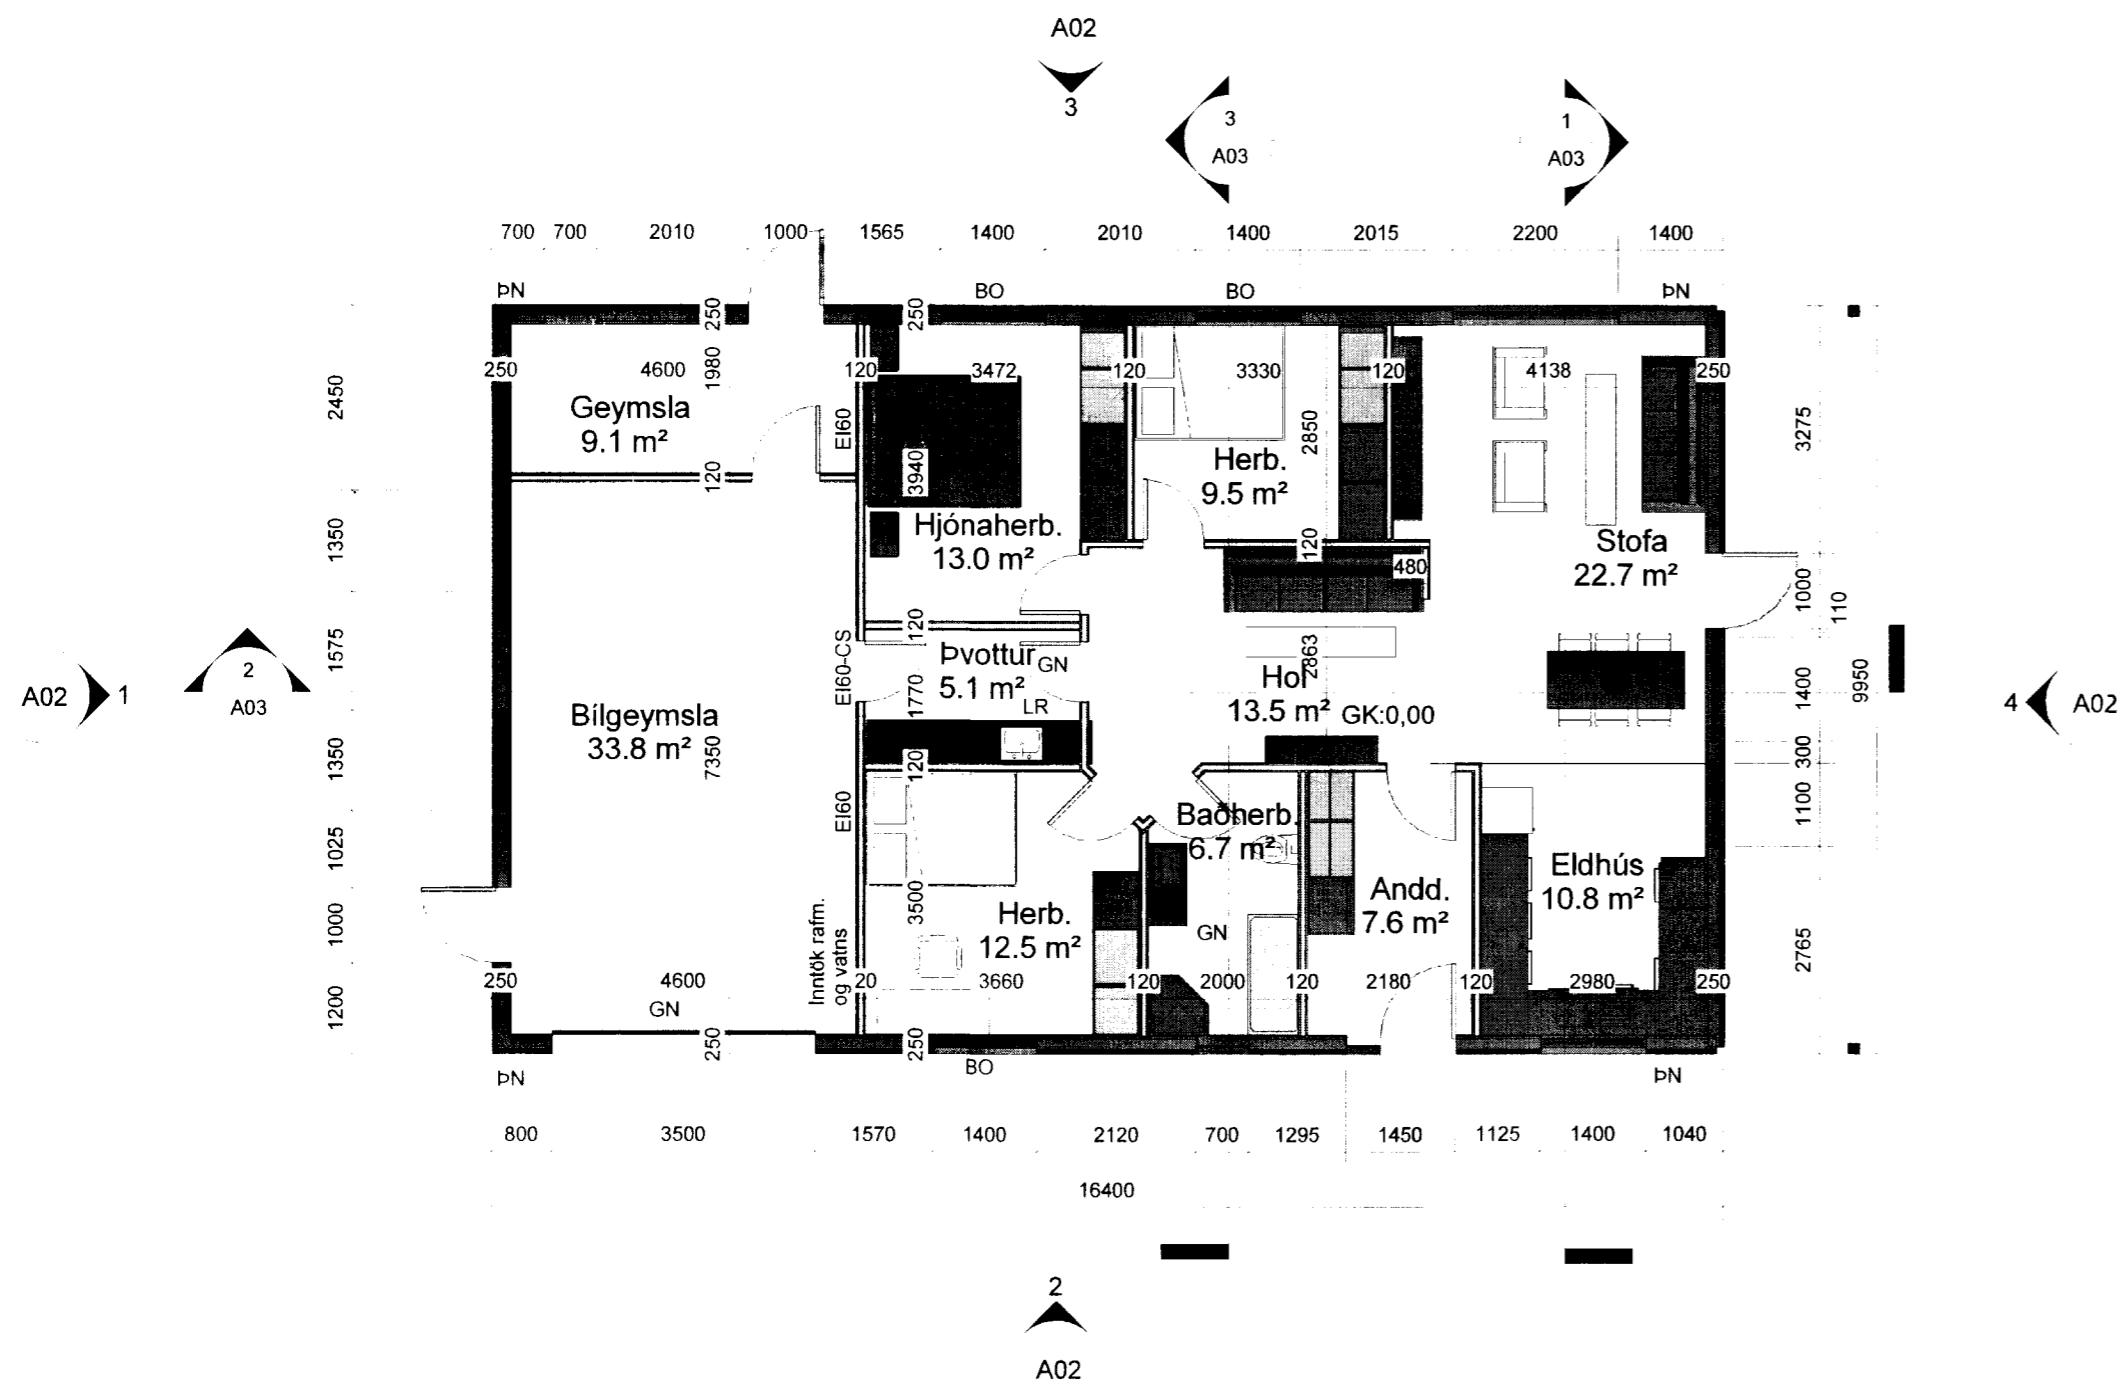 A02
3
3
A03
1
A03
700 700 2010 1000 1565 1400 2010 1400 2015 2200 1400
ÞN BO BO ÞN
250 250
250 4600 1980 120 3472 120 3330 120 4138 250
2450
Geymsla
9.1 m²
EI60
3940
2850
3275
120
Herb.
9.5 m²
Hjónaherb.
13.0 m²
1350
120
480
Stofa
22.7 m²
1000
110
120
1575
EI60-CS
Þvottur
GN
5.1 m²
1770
LR
2863
Hol
13.5 m²
GK:0,00
1400
9950
2
A03
A02
1
4
A02
Bílgeymsla
33.8 m²
7350
1350
120
300
1100
EI60
1025
Baðherb.
6.7 m²
Eldhús
10.8 m²
Andd.
7.6 m²
3500
Herb.
12.5 m²
1000
Inntök rafm.
og vatns
GN
2765
250 4600 20 3660 120 2000 120 2180 120 2980 250
GN
1200
250 250
ÞN BO ÞN
800 3500 1570 1400 2120 700 1295 1450 1125 1400 1040
16400
2
A02